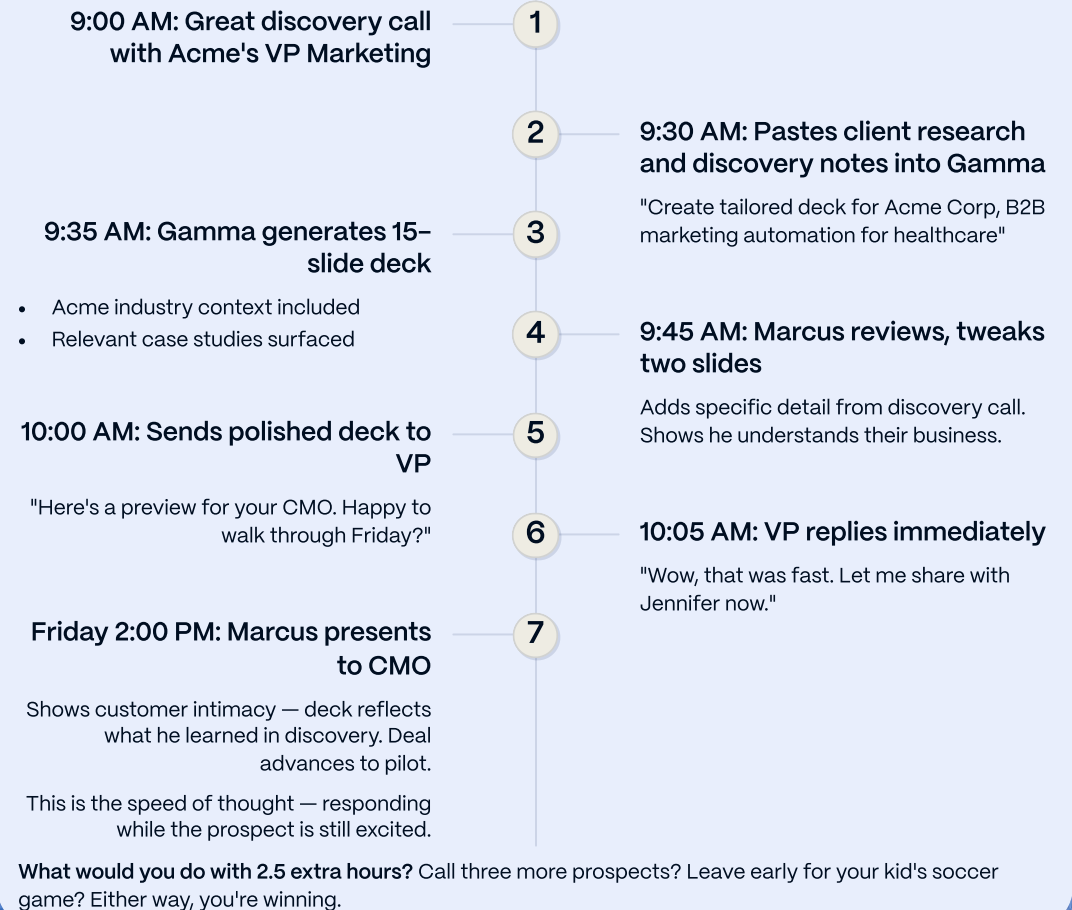 9:00 AM: Great discovery call
with Acme's VP Marketing
1
2
9:30 AM: Pastes client research
and discovery notes into Gamma
"Create tailored deck for Acme Corp, B2B
marketing automation for healthcare"
9:35 AM: Gamma generates 15-
slide deck
• Acme industry context included
• Relevant case studies surfaced
3
4
9:45 AM: Marcus reviews, tweaks
two slides
Adds specific detail from discovery call.
Shows he understands their business.
10:00 AM: Sends polished deck to
VP
"Here's a preview for your CMO. Happy to
walk through Friday?"
5
6
10:05 AM: VP replies immediately
"Wow, that was fast. Let me share with
Jennifer now."
Friday 2:00 PM: Marcus presents
to CMO
Shows customer intimacy — deck reflects
what he learned in discovery. Deal
advances to pilot.
This is the speed of thought — responding
while the prospect is still excited.
7
What would you do with 2.5 extra hours? Call three more prospects? Leave early for your kid's soccer
game? Either way, you're winning.